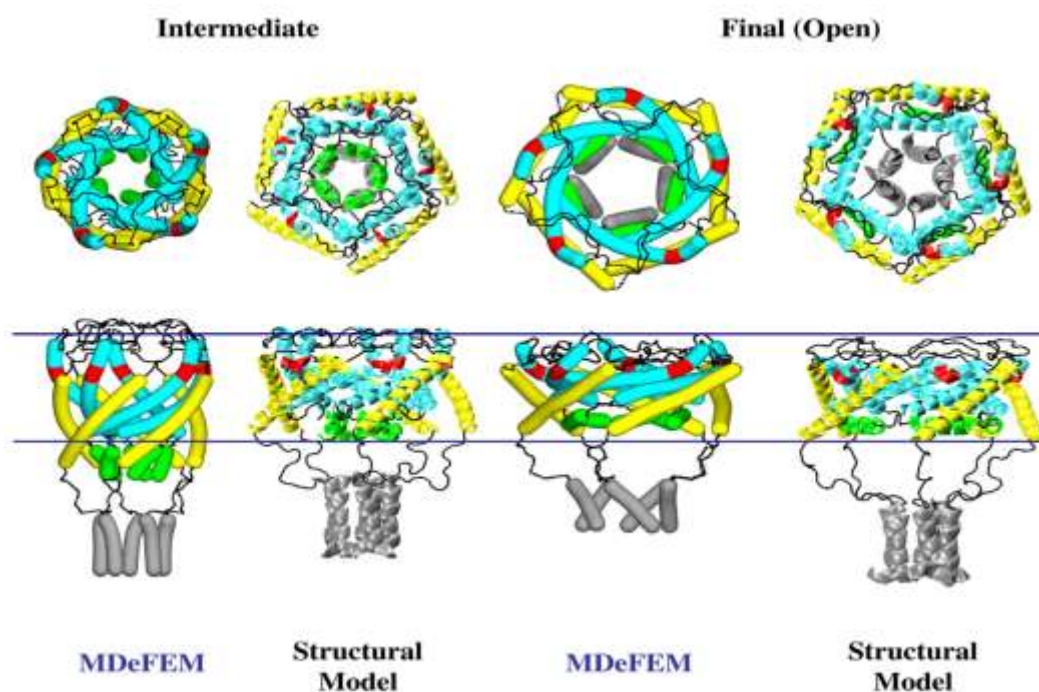 Intermediate
Final (Open)
MDeFEM
Structural
Model
MDeFEM
Structural
Model